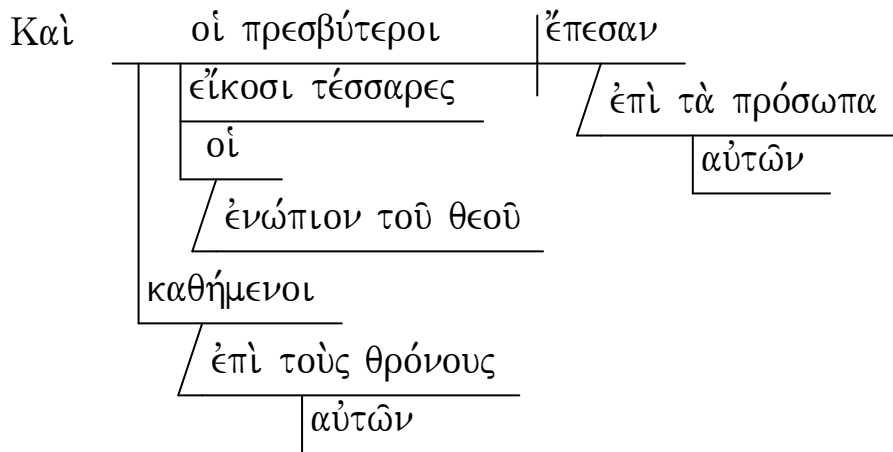 Καὶ οἱ πρεσβύτεροι ἔπεσαν
εἴκοσι τέσσαρες
ἐπὶ τὰ πρόσωπα
οἱ
αὐτῶν
ἐνώπιον τοῦ θεοῦ
καθήμενοι
ἐπὶ τοὺς θρόνους
αὐτῶν